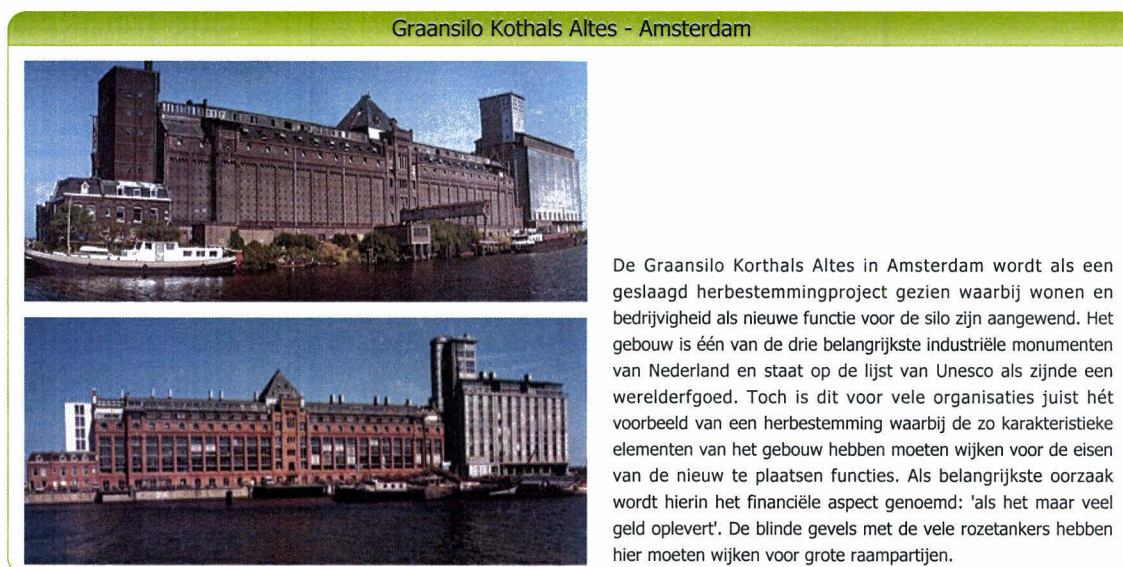 Graansilo Kothals Altes - Amsterdam
De Graansilo Korthals Altes in Amsterdam wordt als een
geslaagd herbestemmingproject gezien waarbij wonen en
bedrijvigheid als nieuwe functie voor de silo zijn aangewend. Het
gebouw is één van de drie belangrijkste industriële monumenten
van Nederland en staat op de lijst van Unesco als zijnde een
werelderfgoed. Toch is dit voor vele organisaties juist hét
voorbeeld van een herbestemming waarbij de zo karakteristieke
elementen van het gebouw hebben moeten wijken voor de eisen
van de nieuw te plaatsen functies. Als belangrijkste oorzaak
wordt hierin het financiële aspect genoemd: 'als het maar veel
geld oplevert'. De blinde gevels met de vele rozetankers hebben
hier moeten wijken voor grote raampartijen.